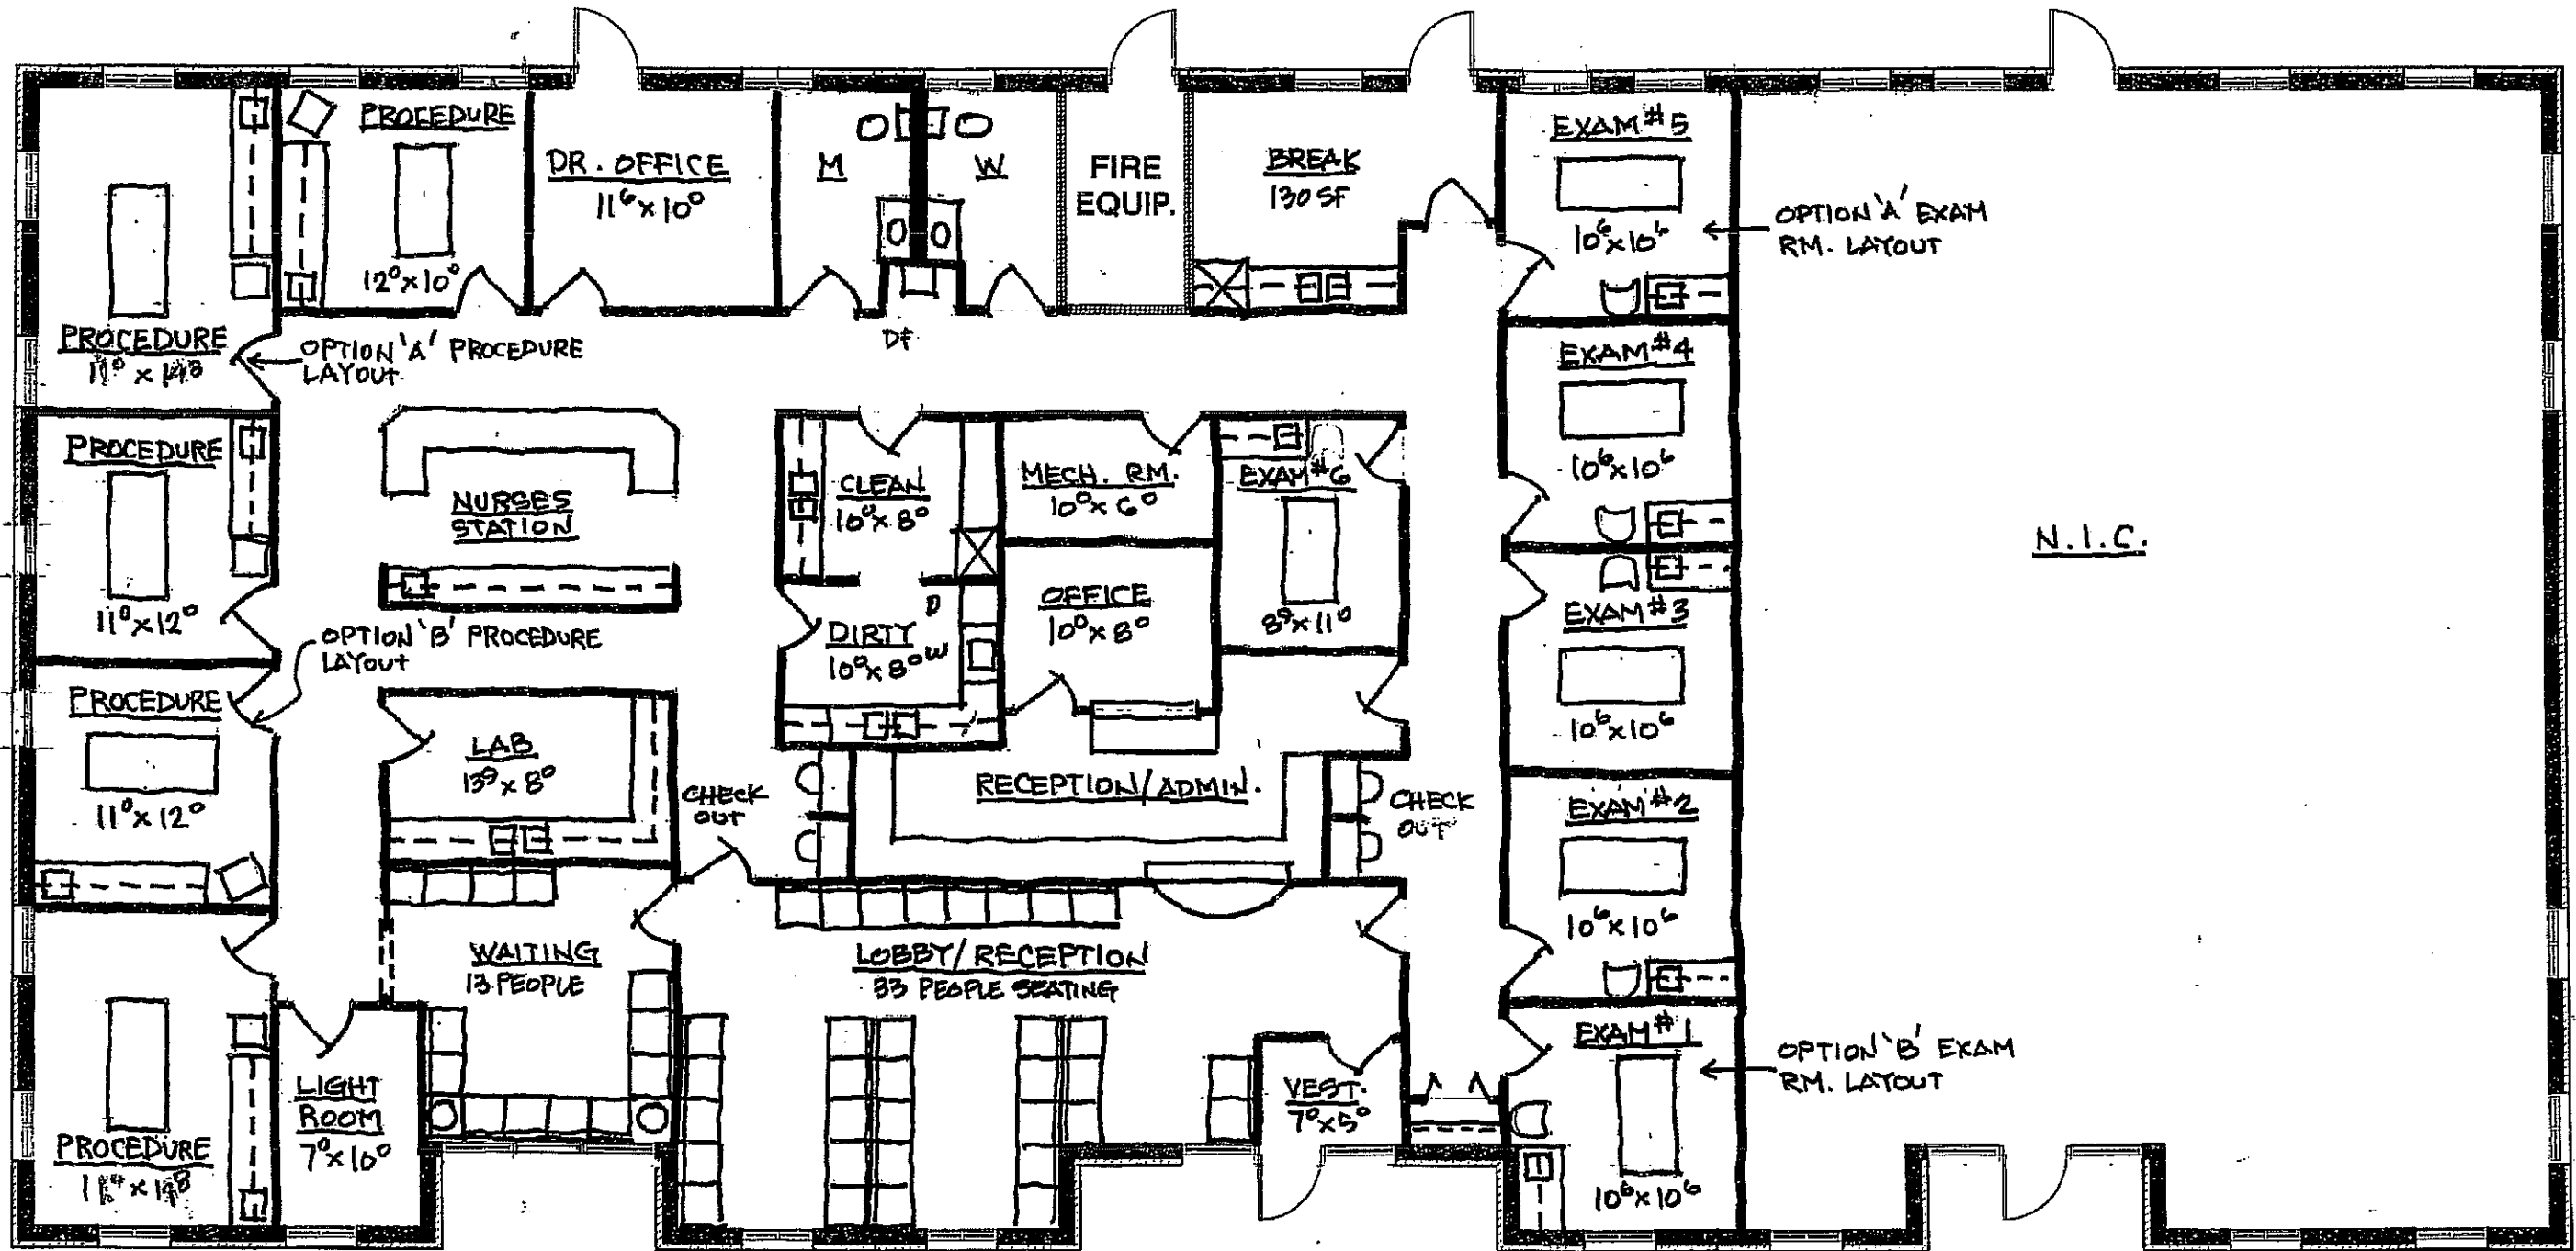 PROCEDURE
12⁰x10⁰
DR. OFFICE
11⁶x10⁰
M
W
FIRE
EQUIP.
BREAK
130 SF
EXAM #5
10⁶x10⁶
OPTION 'A' EXAM
RM. LAYOUT
PROCEDURE
OPTION 'A' PROCEDURE
LAYOUT
DF
EXAM #4
10⁶x10⁶
PROCEDURE
11⁰x12⁰
NURSES
STATION
CLEAN
10⁰x8⁰
MECH. RM.
10⁰x6⁰
EXAM #6
8⁹x11⁰
N.I.C.
OFFICE
10⁰x8⁰
D
DIRTY
10⁰x8⁰ W
EXAM #3
10⁶x10⁶
OPTION 'B' PROCEDURE
LAYOUT
PROCEDURE
11⁰x12⁰
LAB
13⁹x8⁰
CHECK
OUT
RECEPTION/ADMIN.
CHECK
OUT
EXAM #2
10⁶x10⁶
WAITING
13 PEOPLE
LOBBY/RECEPTION
33 PEOPLE SEATING
EXAM #1
10⁶x10⁶
OPTION 'B' EXAM
RM. LAYOUT
LIGHT
ROOM
7⁰x10⁰
VEST.
7⁰x5⁰
PROCEDURE